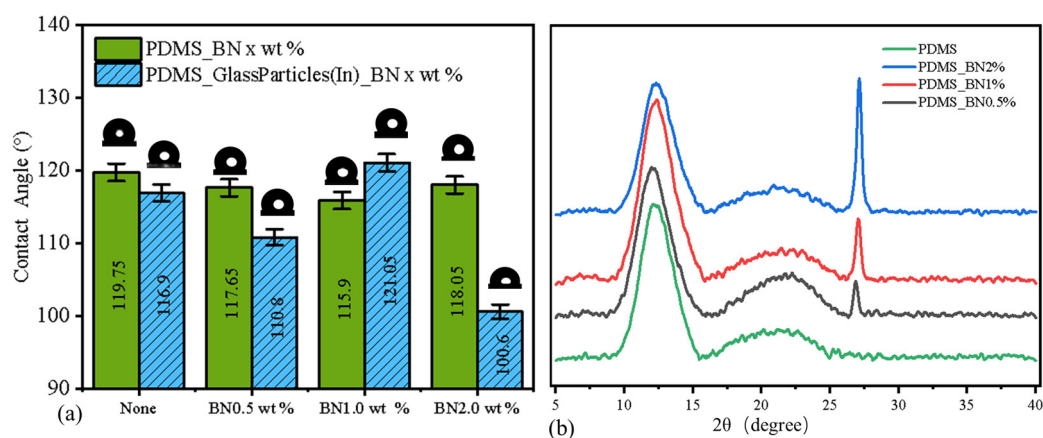 140
130
120
110
100
90
Contact Angle (°)
PDMS_BN x wt %
PDMS_GlassParticles(In)_BN x wt %
119.75
116.9
117.65
110.8
115.9
121.05
118.05
100.6
None
BN0.5 wt %
BN1.0 wt %
BN2.0 wt %
(a)
PDMS
PDMS_BN2%
PDMS_BN1%
PDMS_BN0.5%
5 10 15 20 25 30 35 40
2θ (degree)
(b)